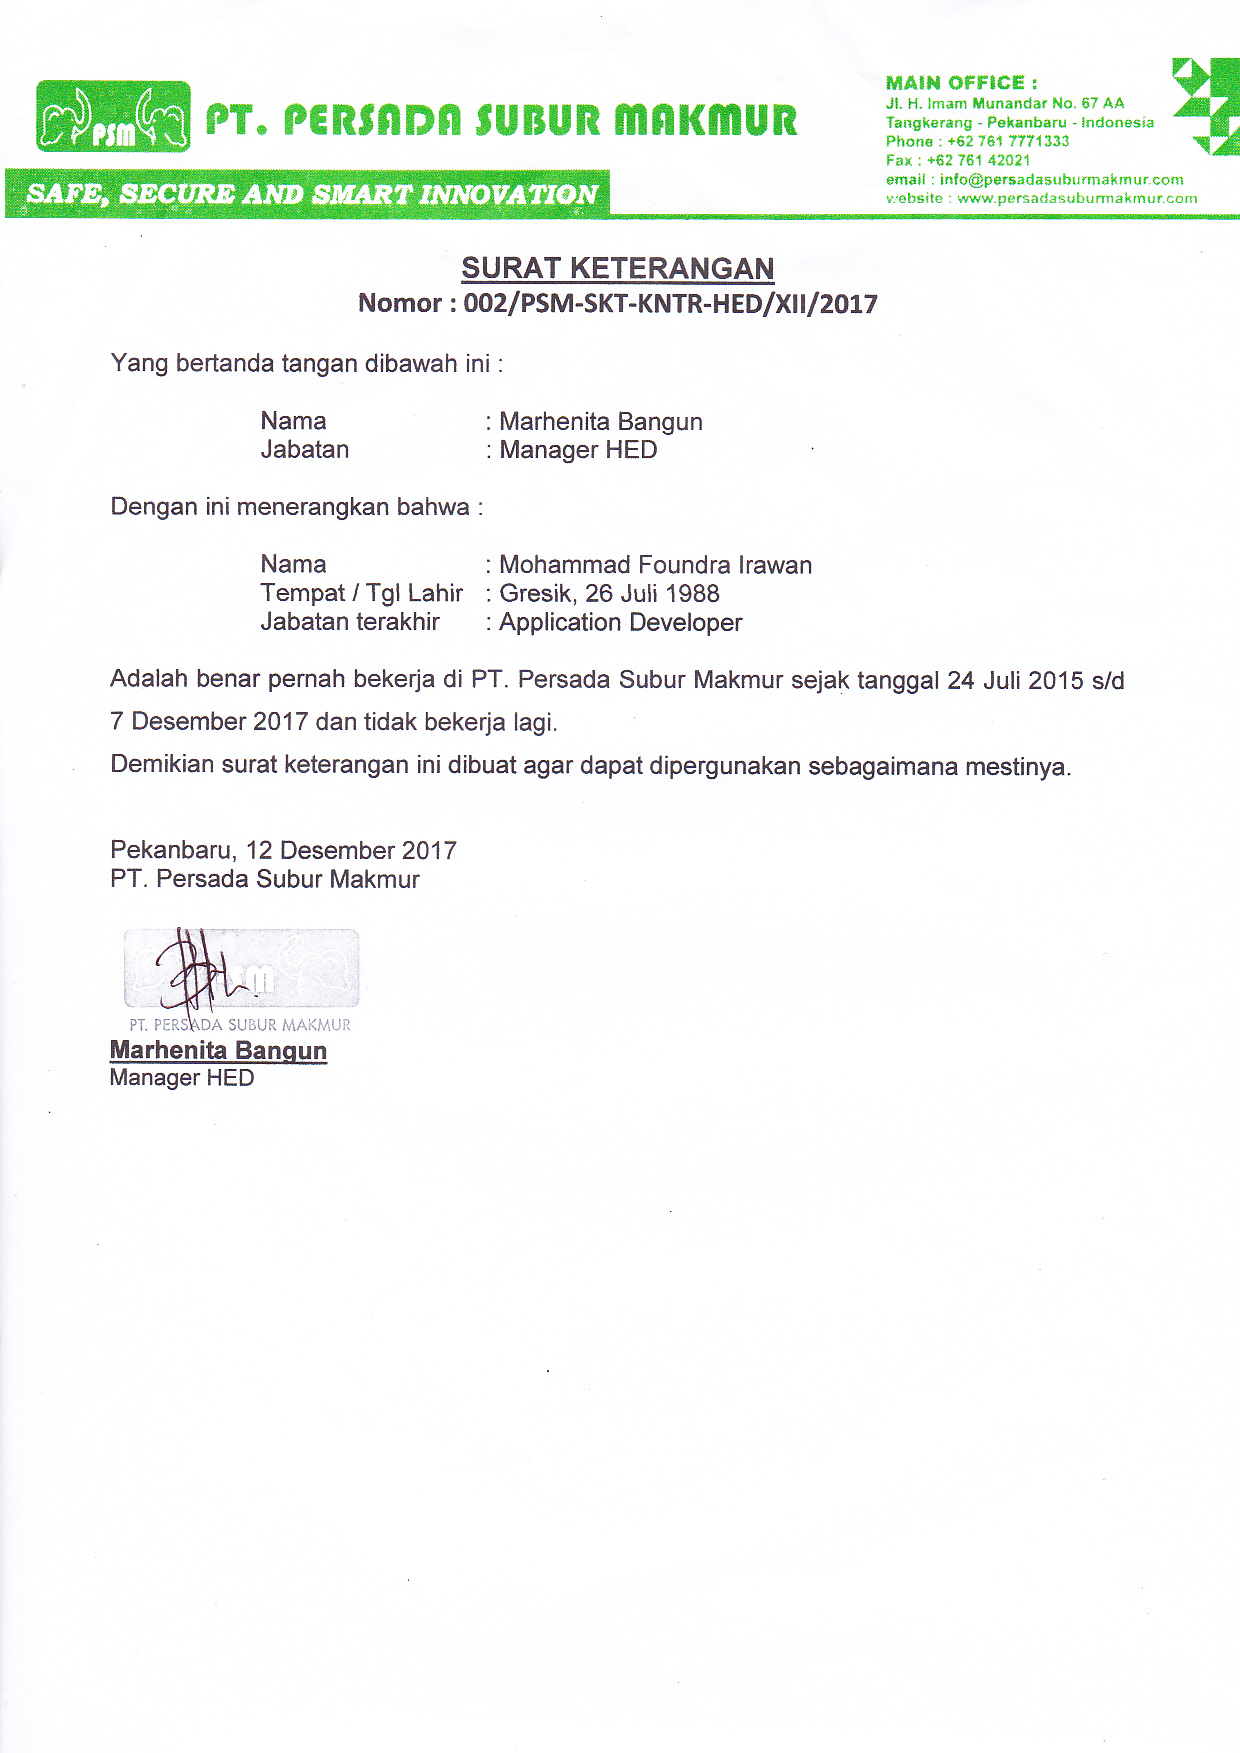 PSM
PT. PERSADA SUBUR MAKMUR
SAFE, SECURE AND SMART INNOVATION
MAIN OFFICE :
Jl. H. Imam Munandar No. 67 AA
Tangkerang - Pekanbaru - Indonesia
Phone : +62 761 7771333
Fax : +62 761 42021
email : info@persadasuburmakmur.com
website : www.persadasuburmakmur.com
SURAT KETERANGAN
Nomor : 002/PSM-SKT-KNTR-HED/XII/2017
Yang bertanda tangan dibawah ini :
Nama : Marhenita Bangun
Jabatan : Manager HED
Dengan ini menerangkan bahwa :
Nama : Mohammad Foundra Irawan
Tempat / Tgl Lahir : Gresik, 26 Juli 1988
Jabatan terakhir : Application Developer
Adalah benar pernah bekerja di PT. Persada Subur Makmur sejak tanggal 24 Juli 2015 s/d
7 Desember 2017 dan tidak bekerja lagi.
Demikian surat keterangan ini dibuat agar dapat dipergunakan sebagaimana mestinya.
Pekanbaru, 12 Desember 2017
PT. Persada Subur Makmur
PT. PERSADA SUBUR MAKMUR
Marhenita Bangun
Manager HED